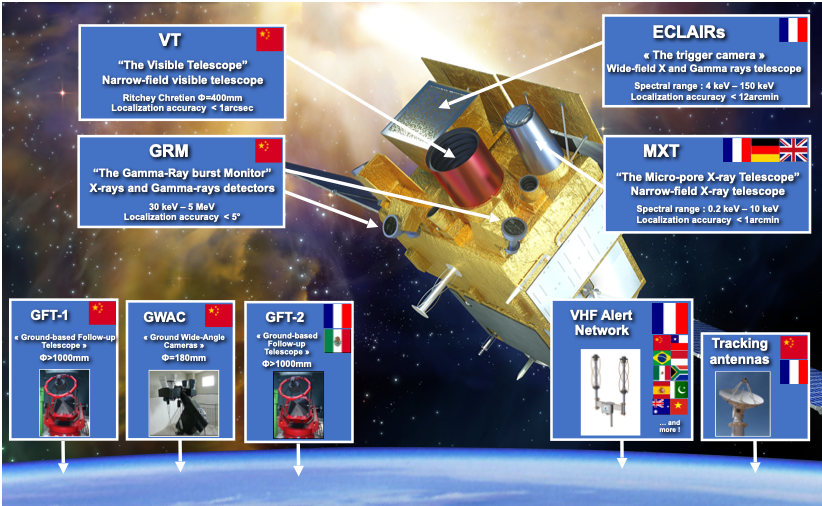 VT
“The Visible Telescope”
Narrow-field visible telescope
Ritchey Chretien Φ=400mm
Localization accuracy < 1arcsec
ECLAIRs
« The trigger camera »
Wide-field X and Gamma rays telescope
Spectral range : 4 keV – 150 keV
Localization accuracy < 12arcmin
GRM
“The Gamma-Ray burst Monitor”
X-rays and Gamma-rays detectors
30 keV – 5 MeV
Localization accuracy < 5°
MXT
“The Micro-pore X-ray Telescope”
Narrow-field X-ray telescope
Spectral range : 0.2 keV – 10 keV
Localization accuracy < 1arcmin
GFT-1
« Ground-based Follow-up
Telescope »
Φ>1000mm
GWAC
« Ground Wide-Angle
Cameras »
Φ=180mm
GFT-2
« Ground-based
Follow-up
Telescope »
Φ>1000mm
VHF Alert
Network
... and
more !
Tracking
antennas